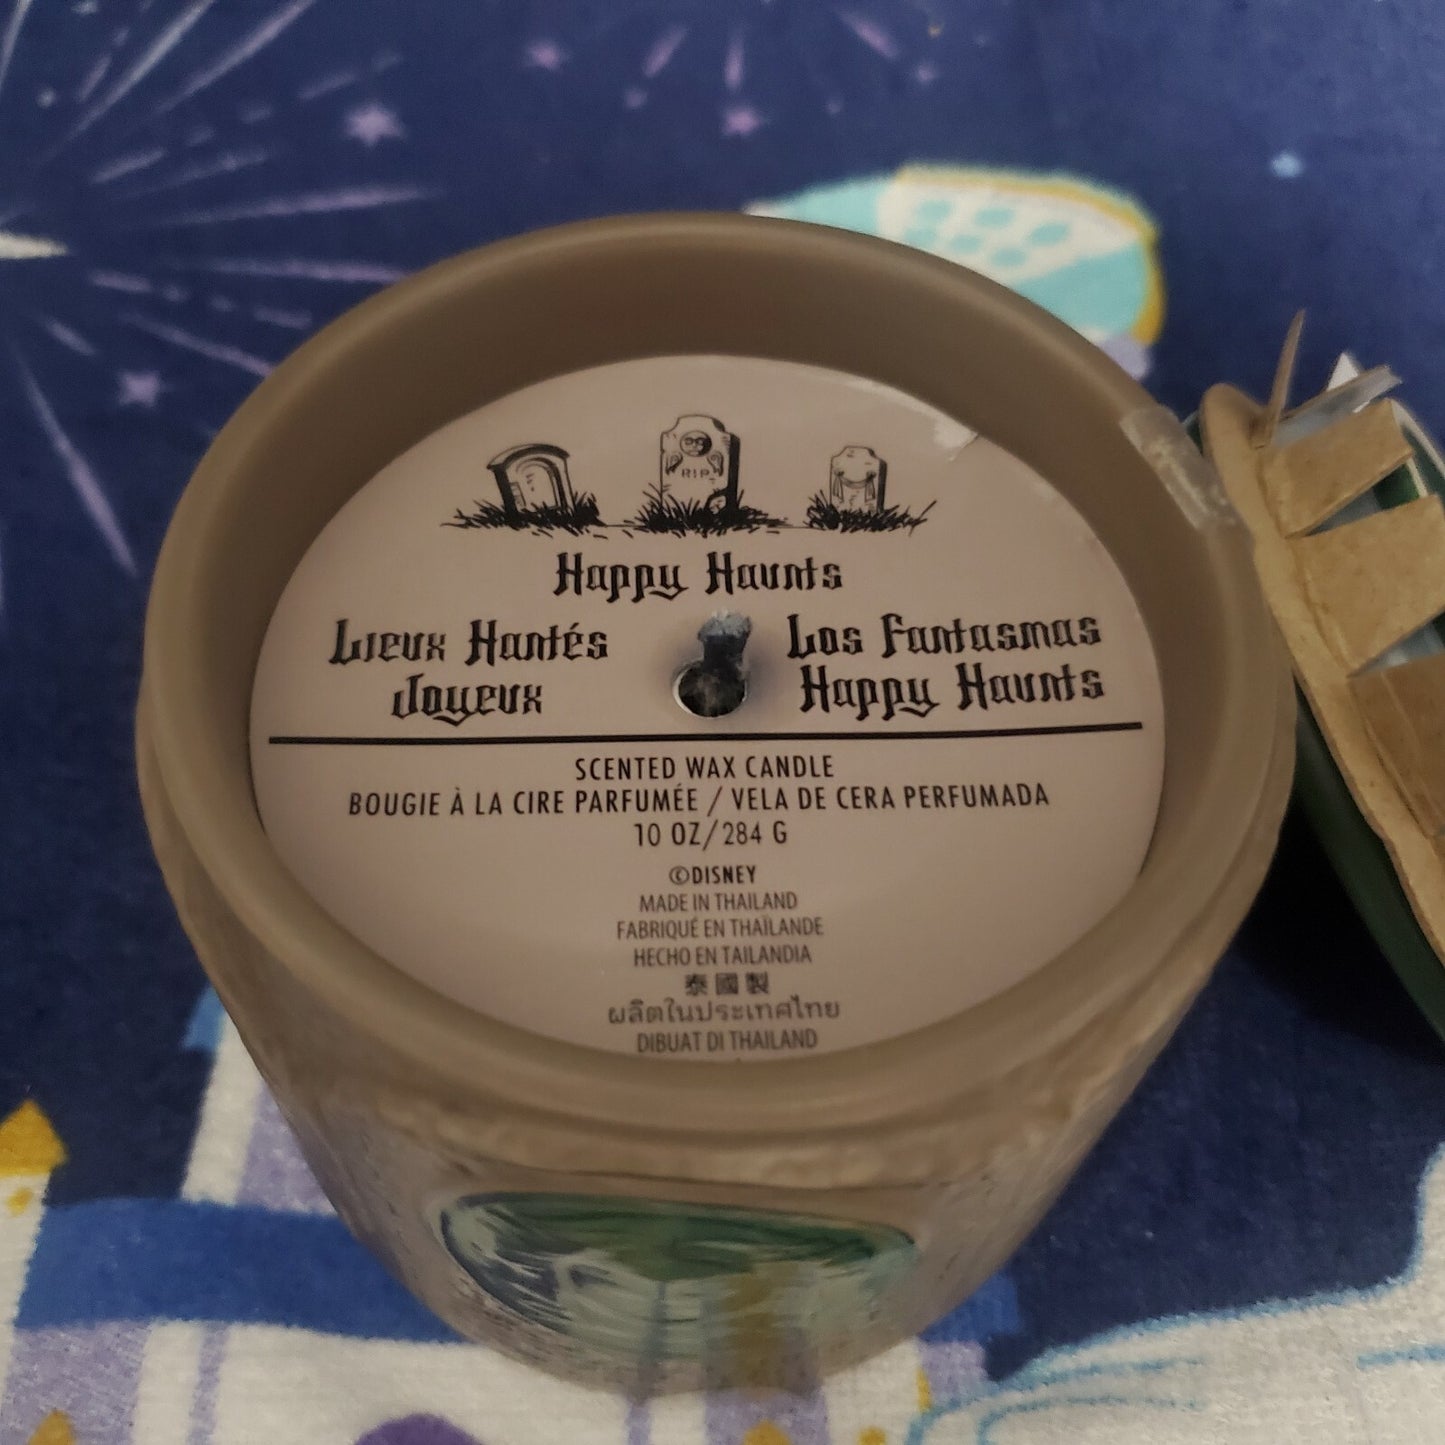 RIP
Happy Haunts
Lieux Hantés
Joyeux
Los Fantasmas
Happy Haunts
SCENTED WAX CANDLE
BOUGIE À LA CIRE PARFUMÉE / VELA DE CERA PERFUMADA
10 OZ/284 G
©DISNEY
MADE IN THAILAND
FABRIQUÉ EN THAÏLANDE
HECHO EN TAILANDIA
泰國製
ผลิตในประเทศไทย
DIBUAT DI THAILAND